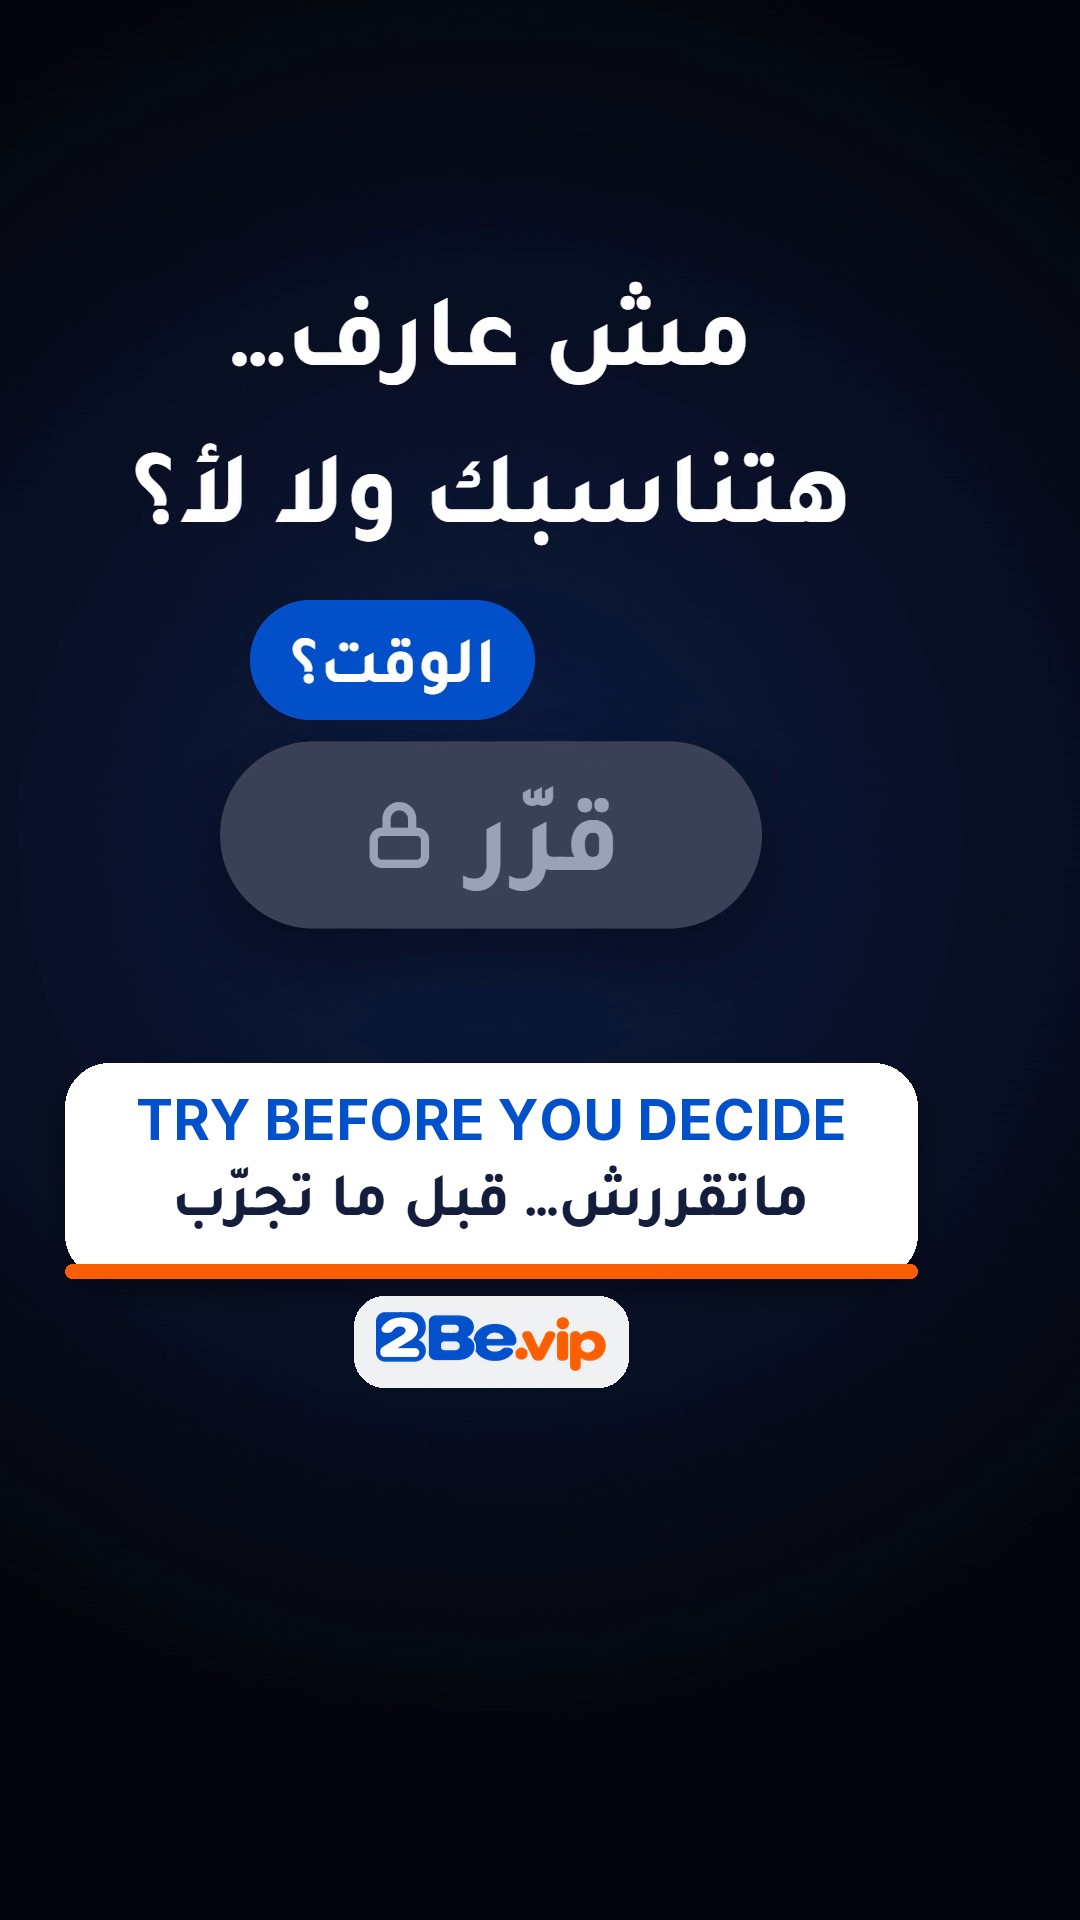 مش عارف...
هتناسبك ولا لأ؟
الوقت؟
قرّر
TRY BEFORE YOU DECIDE
ماتقررش... قبل ما تجرّب
2Be.vip